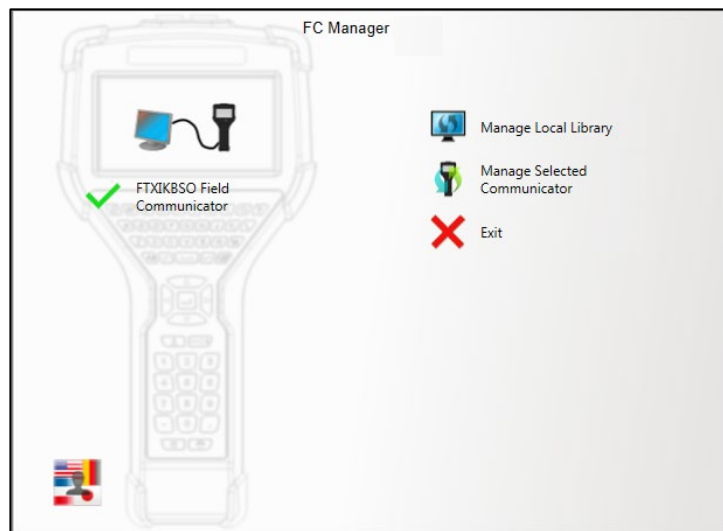 FC Manager
FTXIKBSO Field
Communicator
Manage Local Library
Manage Selected
Communicator
Exit